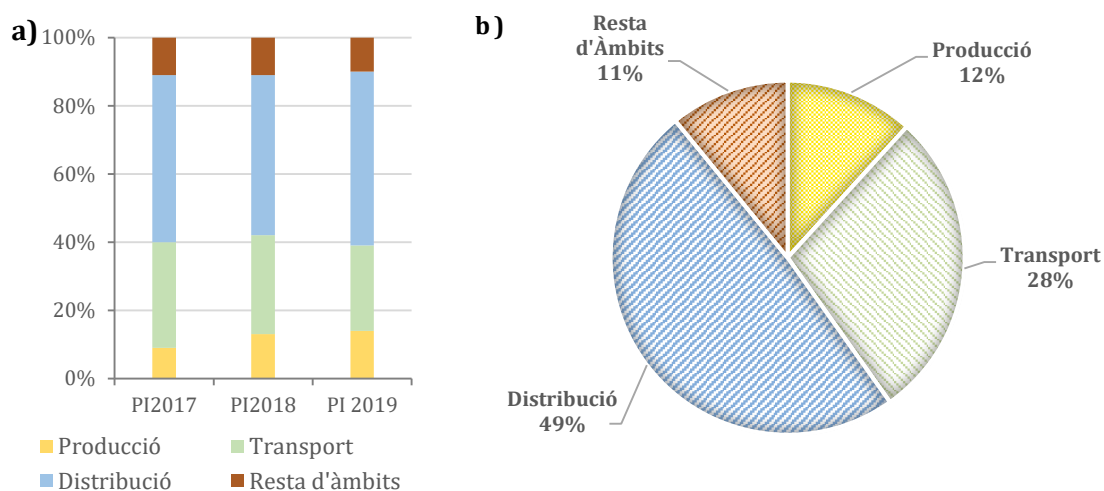 a)
100%
80%
60%
40%
20%
0%
PI2017
PI2018
PI 2019
Producció
Transport
Distribució
Resta d'àmbits
b)
Resta
d'Àmbits
11%
Producció
12%
Transport
28%
Distribució
49%